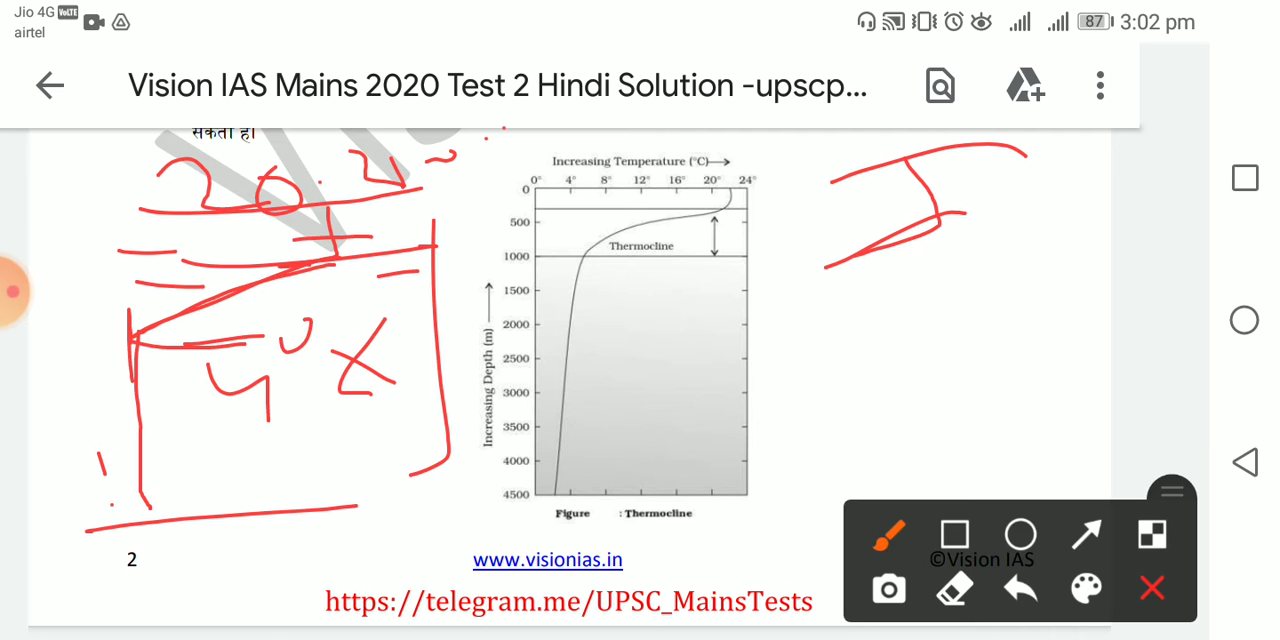 Jio 4G VoLTE
airtel
87 3:02 pm
Vision IAS Mains 2020 Test 2 Hindi Solution -upscp...
सकता है।
Increasing Temperature (°C)
0° 4° 8° 12° 16° 20° 24°
0
500
1000
1500
2000
2500
3000
3500
4000
4500
Thermocline
Increasing Depth (m)
Figure : Thermocline
4°
2
www.visionias.in
©Vision IAS
https://telegram.me/UPSC_MainsTests